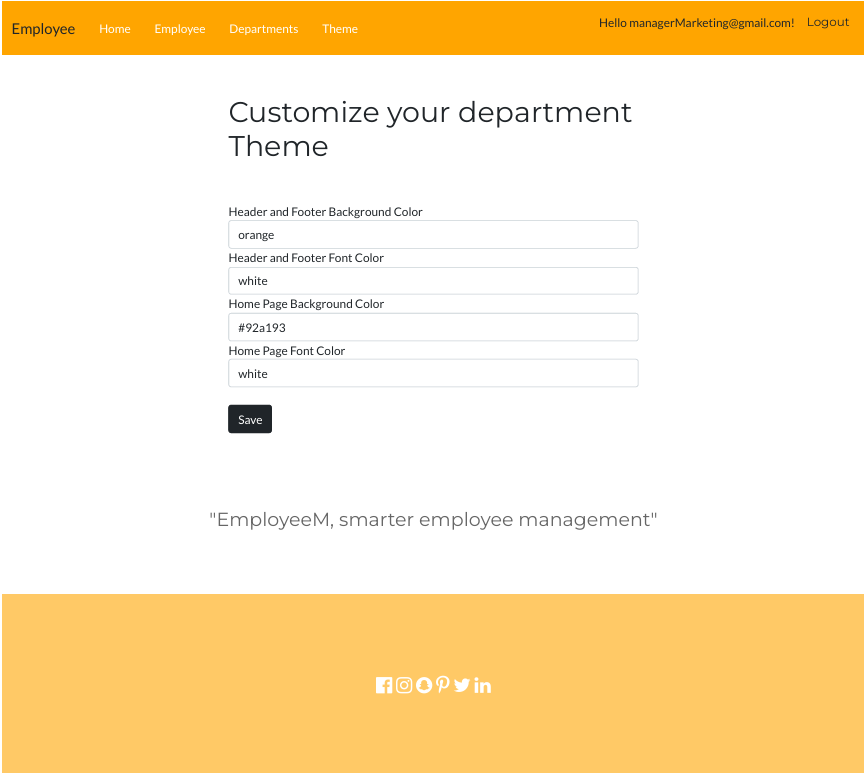 Employee Home Employee Departments Theme Hello managerMarketing@gmail.com! Logout
Customize your department
Theme
Header and Footer Background Color
orange
Header and Footer Font Color
white
Home Page Background Color
#92a193
Home Page Font Color
white
Save
"EmployeeM, smarter employee management"